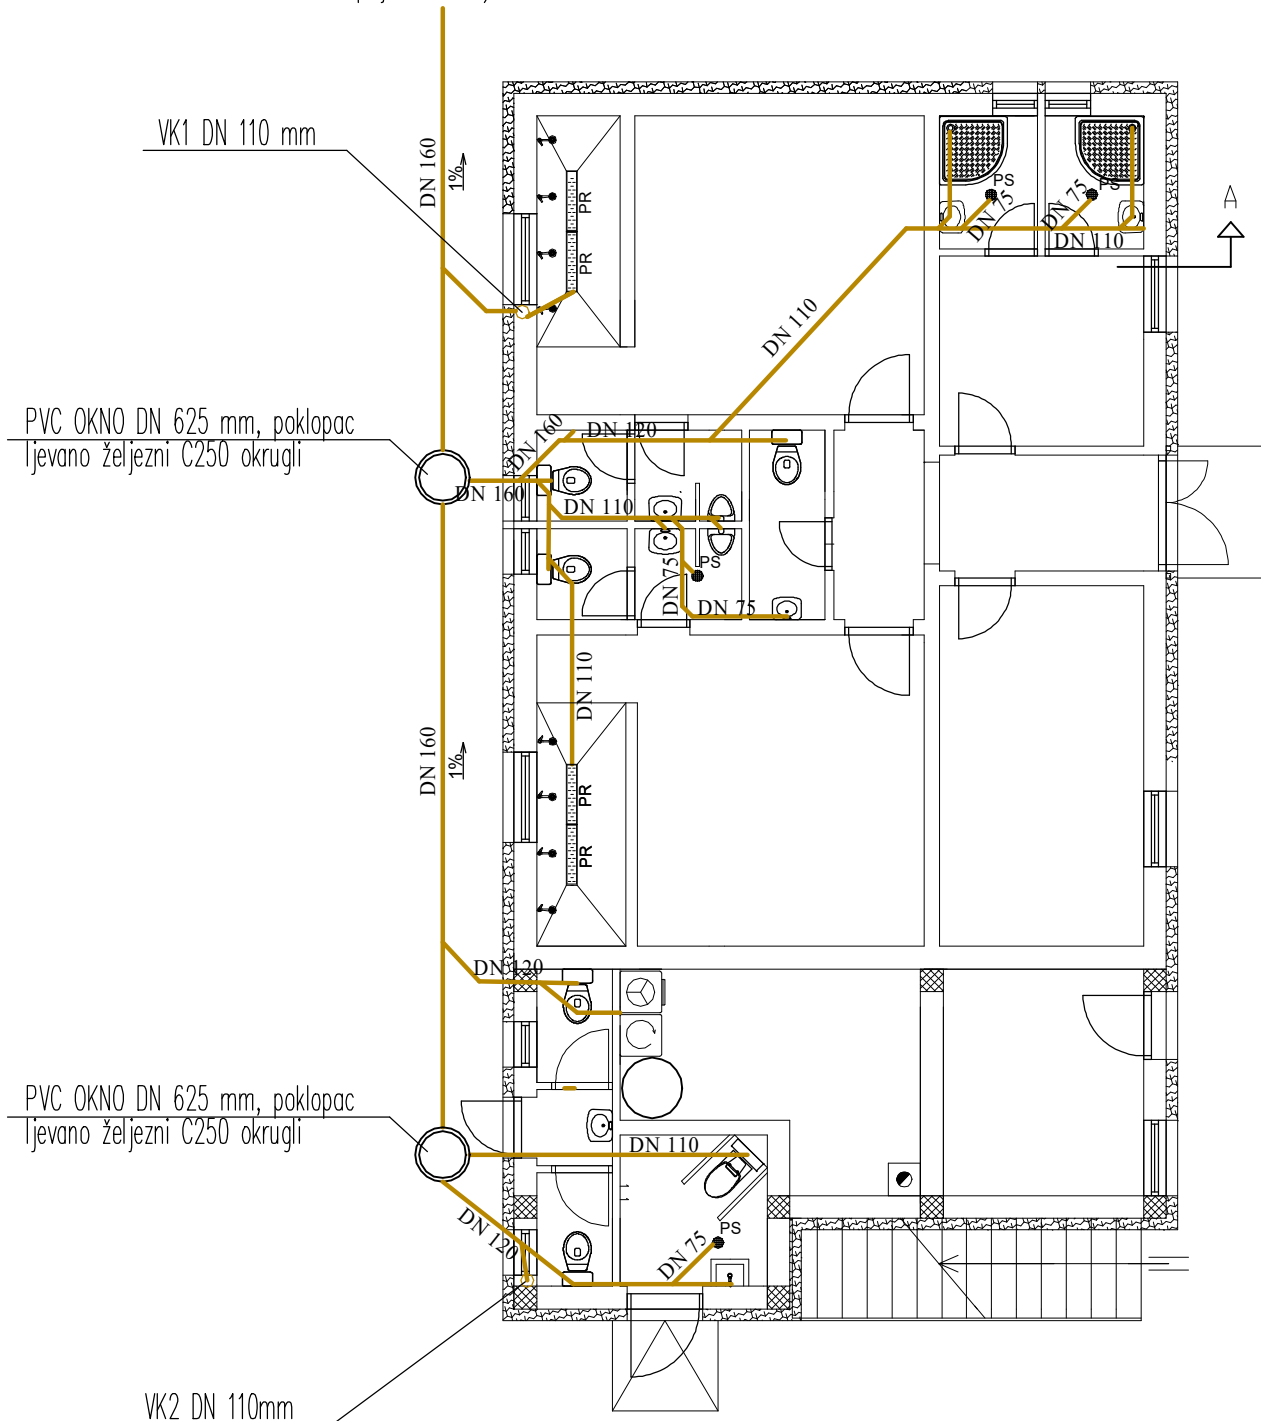 VK1 DN 110 mm
DN 160
1%
PR
PR
PS
PS
DN 75
DN 75
DN 110
A
DN 110
PVC OKNO DN 625 mm, poklopac
ljevano željezni C250 okrugli
DN 160
DN 120
DN 160
DN 110
PS
DN 75
DN 75
DN 110
DN 160
1%
PR
PR
DN 120
PVC OKNO DN 625 mm, poklopac
ljevano željezni C250 okrugli
DN 110
DN 120
PS
DN 75
VK2 DN 110mm